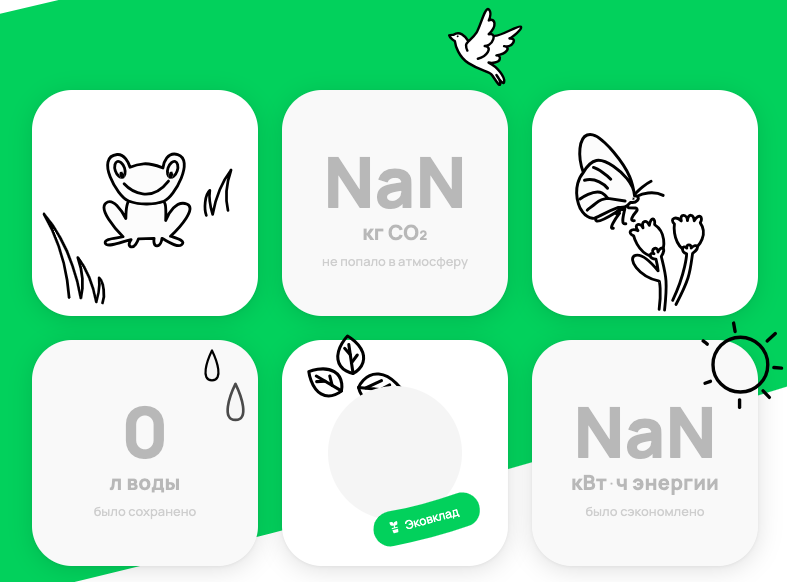 NaN
кг CO₂
не попало в атмосферу
0
л воды
было сохранено
Эковклад
NaN
кВт·ч энергии
было сэкономлено